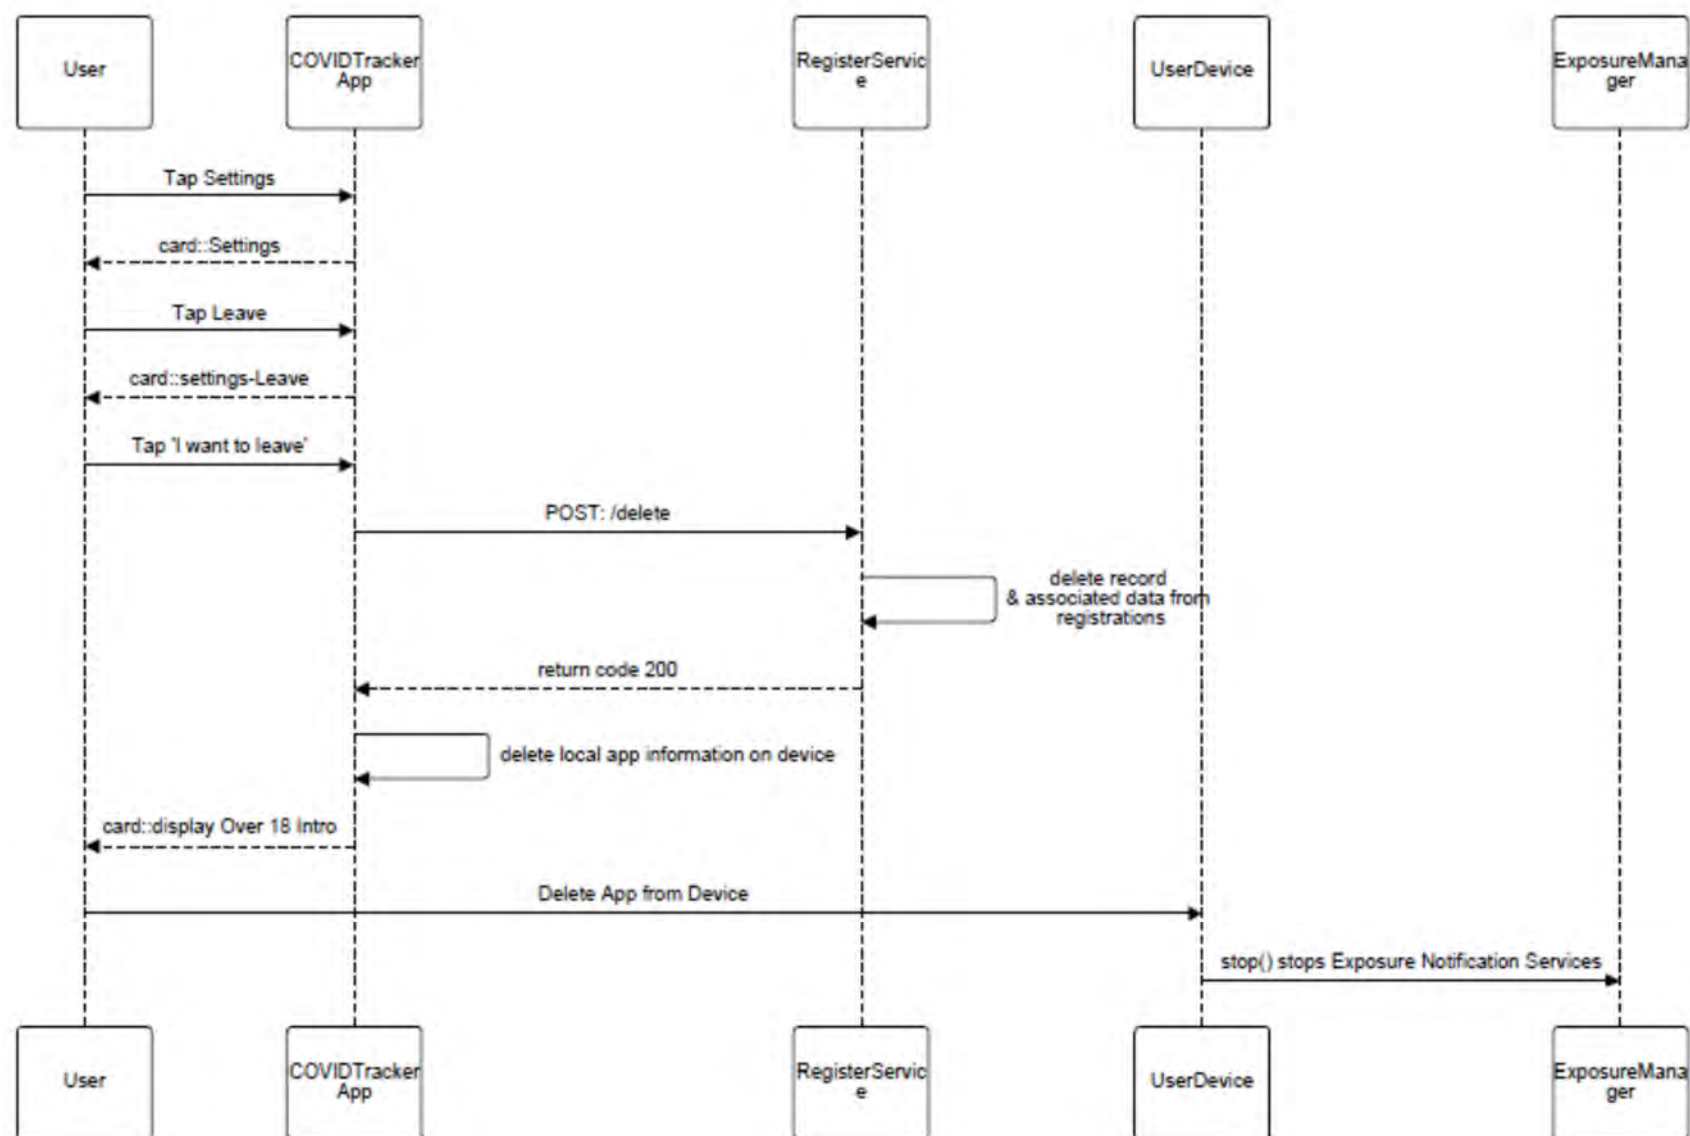 User
COVIDTracker
App
RegisterServic
e
UserDevice
ExposureMana
ger
Tap Settings
card::Settings
Tap Leave
card::settings-Leave
Tap 'I want to leave'
POST: /delete
delete record
& associated data from
registrations
return code 200
delete local app information on device
card::display Over 18 Intro
Delete App from Device
stop() stops Exposure Notification Services
User
COVIDTracker
App
RegisterServic
e
UserDevice
ExposureMana
ger